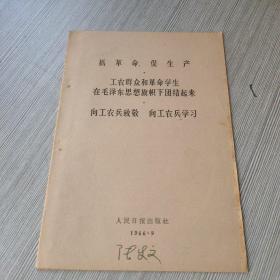 抓革命，促生产
工农群众和革命学生
在毛泽东思想旗帜下团结起来
向工农兵致敬 向工农兵学习
人民日报出版社
1966·9